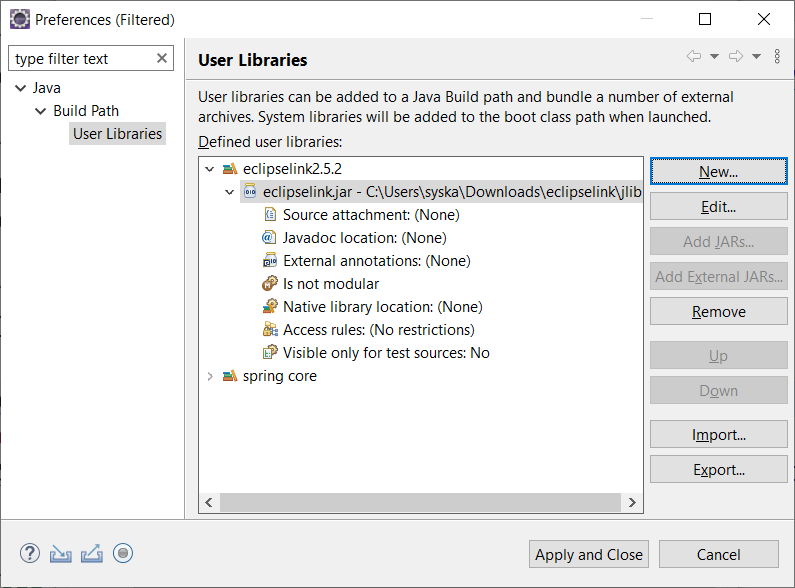 Preferences (Filtered)
type filter text
Java
Build Path
User Libraries
User Libraries
User libraries can be added to a Java Build path and bundle a number of external
archives. System libraries will be added to the boot class path when launched.
Defined user libraries:
eclipselink2.5.2
eclipselink.jar - C:\Users\syska\Downloads\eclipselink\jlib
Source attachment: (None)
Javadoc location: (None)
External annotations: (None)
Is not modular
Native library location: (None)
Access rules: (No restrictions)
Visible only for test sources: No
spring core
New...
Edit...
Add JARs...
Add External JARs...
Remove
Up
Down
Import...
Export...
Apply and Close
Cancel